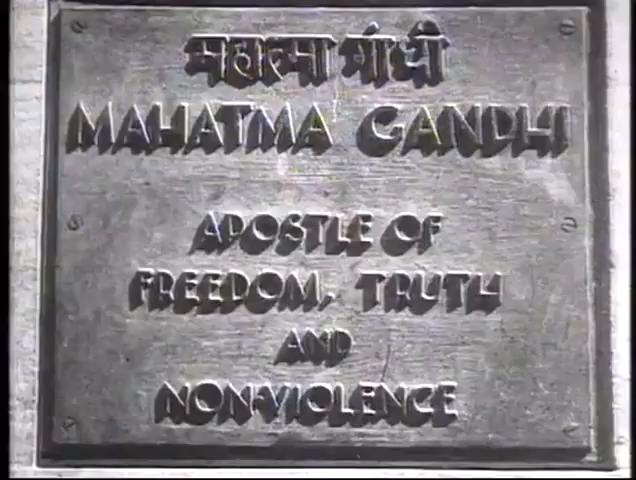 महात्मा गांधी
MAHATMA GANDHI
APOSTLE OF
FREEDOM, TRUTH
AND
NON-VIOLENCE